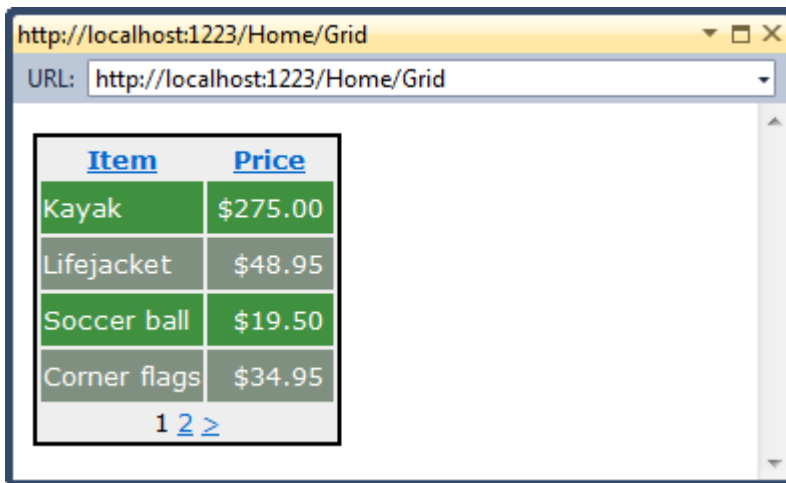 http://localhost:1223/Home/Grid
URL: http://localhost:1223/Home/Grid
Item Price
Kayak $275.00
Lifejacket $48.95
Soccer ball $19.50
Corner flags $34.95
1 2 >